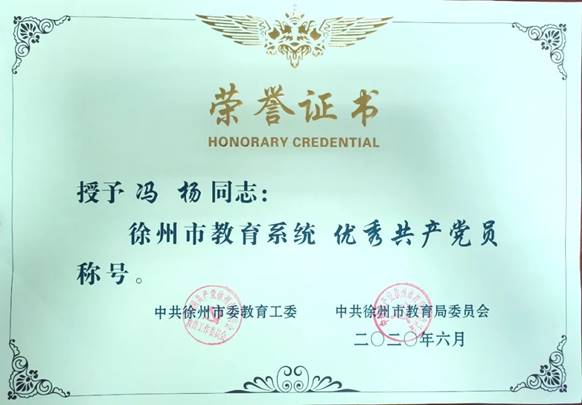 荣誉证书
HONORARY CREDENTIAL
授予 冯 杨 同志：
徐州市教育系统 优秀共产党员
称号。
中共徐州市委教育工委 中共徐州市教育局委员会
二〇二〇年六月